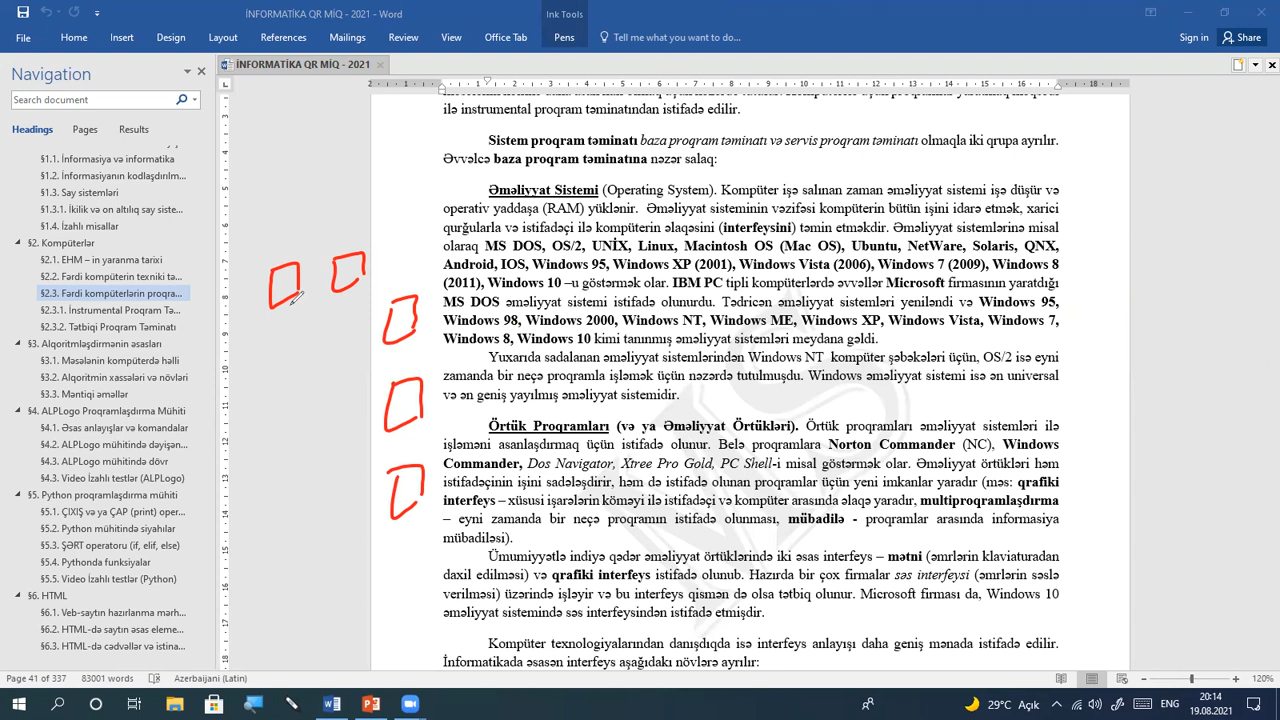 İNFORMATİKA QR MİQ - 2021 - Word
Ink Tools
File Home Insert Design Layout References Mailings Review View Office Tab Pens Tell me what you want to do... Sign in Share
Navigation
İNFORMATİKA QR MİQ - 2021
Search document
Headings Pages Results
§1.1. İnformasiya və informatika
§1.2. İnformasiyanın kodlaşdırılm...
§1.3. Say sistemləri
§1.3.1. İkilik və on altılıq say siste...
§1.4. İzahlı misallar
§2. Kompüterlər
§2.1. EHM – in yaranma tarixi
§2.2. Fərdi kompüterin texniki tə...
§2.3. Fərdi kompüterlərin proqra...
§2.3.1. İnstrumental Proqram Tə...
§2.3.2. Tətbiqi Proqram Təminatı
§3. Alqoritmləşdirmənin əsasları
§3.1. Məsələnin kompüterdə həlli
§3.2. Alqoritmin xassələri və növləri
§3.3. Məntiqi əməllər
§4. ALPLogo Proqramlaşdırma Mühiti
§4.1. Əsas anlayışlar və komandalar
§4.2. ALPLogo mühitində dəyişən...
§4.3. ALPLogo mühitində dövr
§4.3. Video İzahlı testlər (ALPLogo)
§5. Python proqramlaşdırma mühiti
§5.1. ÇIXIŞ və ya ÇAP (print) oper...
§5.2. Python mühitində siyahılar
§5.3. ŞƏRT operatoru (if, elif, else)
§5.4. Pythonda funksiyalar
§5.5. Video İzahlı testlər (Python)
§6. HTML
§6.1. Veb-saytın hazırlanma mərh...
§6.2. HTML-də saytın əsas eleme...
§6.3. HTML-də cədvəllər və istina...
ilə instrumental proqram təminatından istifadə edilir.
Sistem proqram təminatı baza proqram təminatı və servis proqram təminatı olmaqla iki qrupa ayrılır.
Əvvəlcə baza proqram təminatına nəzər salaq:
Əməliyyat Sistemi (Operating System). Kompüter işə salınan zaman əməliyyat sistemi işə düşür və
operativ yaddaşa (RAM) yüklənir. Əməliyyat sisteminin vəzifəsi kompüterin bütün işini idarə etmək, xarici
qurğularla və istifadəçi ilə kompüterin əlaqəsini (interfeysini) təmin etməkdir. Əməliyyat sistemlərinə misal
olaraq MS DOS, OS/2, UNİX, Linux, Macintosh OS (Mac OS), Ubuntu, NetWare, Solaris, QNX,
Android, IOS, Windows 95, Windows XP (2001), Windows Vista (2006), Windows 7 (2009), Windows 8
(2011), Windows 10 –u göstərmək olar. IBM PC tipli kompüterlərdə əvvəllər Microsoft firmasının yaratdığı
MS DOS əməliyyat sistemi istifadə olunurdu. Tədricən əməliyyat sistemləri yeniləndi və Windows 95,
Windows 98, Windows 2000, Windows NT, Windows ME, Windows XP, Windows Vista, Windows 7,
Windows 8, Windows 10 kimi tanınmış əməliyyat sistemləri meydana gəldi.
Yuxarıda sadalanan əməliyyat sistemlərindən Windows NT kompüter şəbəkələri üçün, OS/2 isə eyni
zamanda bir neçə proqramla işləmək üçün nəzərdə tutulmuşdu. Windows əməliyyat sistemi isə ən universal
və ən geniş yayılmış əməliyyat sistemidir.
Örtük Proqramları (və ya Əməliyyat Örtükləri). Örtük proqramları əməliyyat sistemləri ilə
işləməni asanlaşdırmaq üçün istifadə olunur. Belə proqramlara Norton Commander (NC), Windows
Commander, Dos Navigator, Xtree Pro Gold, PC Shell-i misal göstərmək olar. Əməliyyat örtükləri həm
istifadəçinin işini sadələşdirir, həm də istifadə olunan proqramlar üçün yeni imkanlar yaradır (məs: qrafiki
interfeys – xüsusi işarələrin köməyi ilə istifadəçi və kompüter arasında əlaqə yaradır, multiproqramlaşdırma
– eyni zamanda bir neçə proqramın istifadə olunması, mübadilə - proqramlar arasında informasiya
mübadiləsi).
Ümumiyyətlə indiyə qədər əməliyyat örtüklərində iki əsas interfeys – mətni (əmrlərin klaviaturadan
daxil edilməsi) və qrafiki interfeys istifadə olunub. Hazırda bir çox firmalar səs interfeysi (əmrlərin səslə
verilməsi) üzərində işləyir və bu interfeys qismən də olsa tətbiq olunur. Microsoft firması da, Windows 10
əməliyyat sistemində səs interfeysindən istifadə etmişdir.
Kompüter texnologiyalarından danışdıqda isə interfeys anlayışı daha geniş mənada istifadə edilir.
İnformatikada əsasən interfeys aşağıdakı növlərə ayrılır:
Page 41 of 337 83001 words Azerbaijani (Latin) 120%
29°C Açık 20:14
19.08.2021